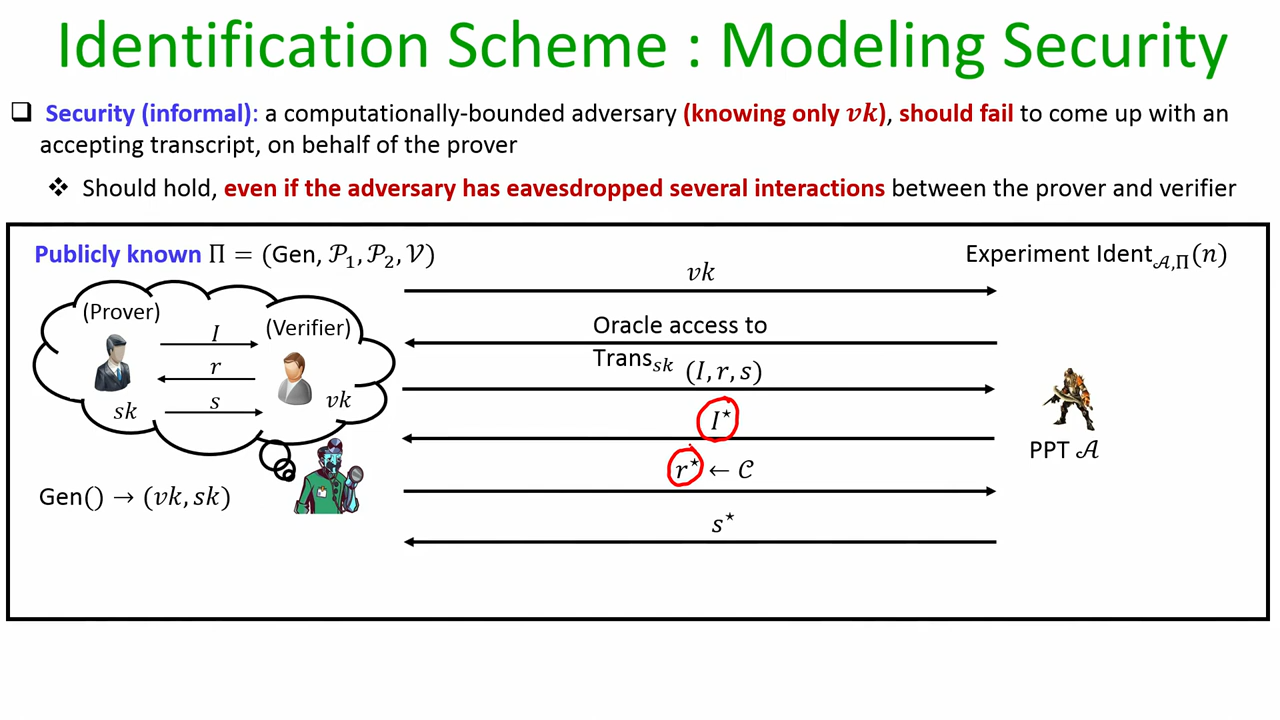 Identification Scheme : Modeling Security
❑ Security (informal): a computationally-bounded adversary (knowing only 𝒗𝒌), should fail to come up with an
accepting transcript, on behalf of the prover
❖ Should hold, even if the adversary has eavesdropped several interactions between the prover and verifier
Publicly known Π = (Gen, 𝒫₁, 𝒫₂, 𝒱)
Experiment Ident𝒜,Π(𝑛)
𝑣𝑘
(Prover)
(Verifier)
𝐼
𝑟
𝑠
𝑠𝑘
𝑣𝑘
Oracle access to
Trans𝑠𝑘
(𝐼, 𝑟, 𝑠)
𝐼⋆
𝑟⋆ ← 𝒞
𝑠⋆
PPT 𝒜
Gen() → (𝑣𝑘, 𝑠𝑘)